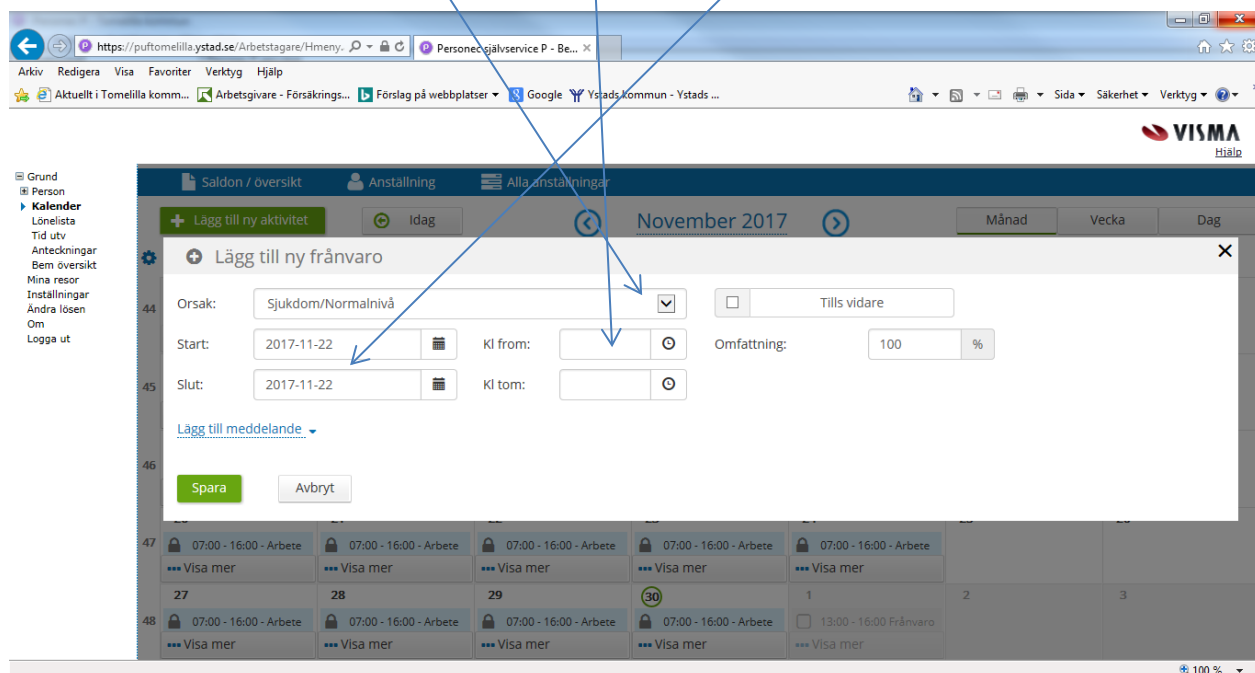 https://puftomelilla.ystad.se/Arbetstagare/Hmeny.
Personec självservice P - Be...
Arkiv Redigera Visa Favoriter Verktyg Hjälp
Aktuellt i Tomelilla komm... Arbetsgivare - Försäkrings... Förslag på webbplatser Google Ystads kommun - Ystads ...
Sida Säkerhet Verktyg
VISMA
Hjälp
Grund
Person
Kalender
Lönelista
Tid utv
Anteckningar
Bem översikt
Mina resor
Inställningar
Ändra lösen
Om
Logga ut
Saldon / översikt Anställning Alla anställningar
Lägg till ny aktivitet Idag November 2017 Månad Vecka Dag
Lägg till ny frånvaro
44 Orsak: Sjukdom/Normalnivå Tills vidare
Start: 2017-11-22 Kl from: Omfattning: 100 %
45 Slut: 2017-11-22 Kl tom:
Lägg till meddelande
46
Spara Avbryt
47 07:00 - 16:00 - Arbete 07:00 - 16:00 - Arbete 07:00 - 16:00 - Arbete 07:00 - 16:00 - Arbete 07:00 - 16:00 - Arbete
Visa mer Visa mer Visa mer Visa mer Visa mer
27 28 29 30 1 2 3
48 07:00 - 16:00 - Arbete 07:00 - 16:00 - Arbete 07:00 - 16:00 - Arbete 07:00 - 16:00 - Arbete 13:00 - 16:00 Frånvaro
Visa mer Visa mer Visa mer Visa mer Visa mer
100 %